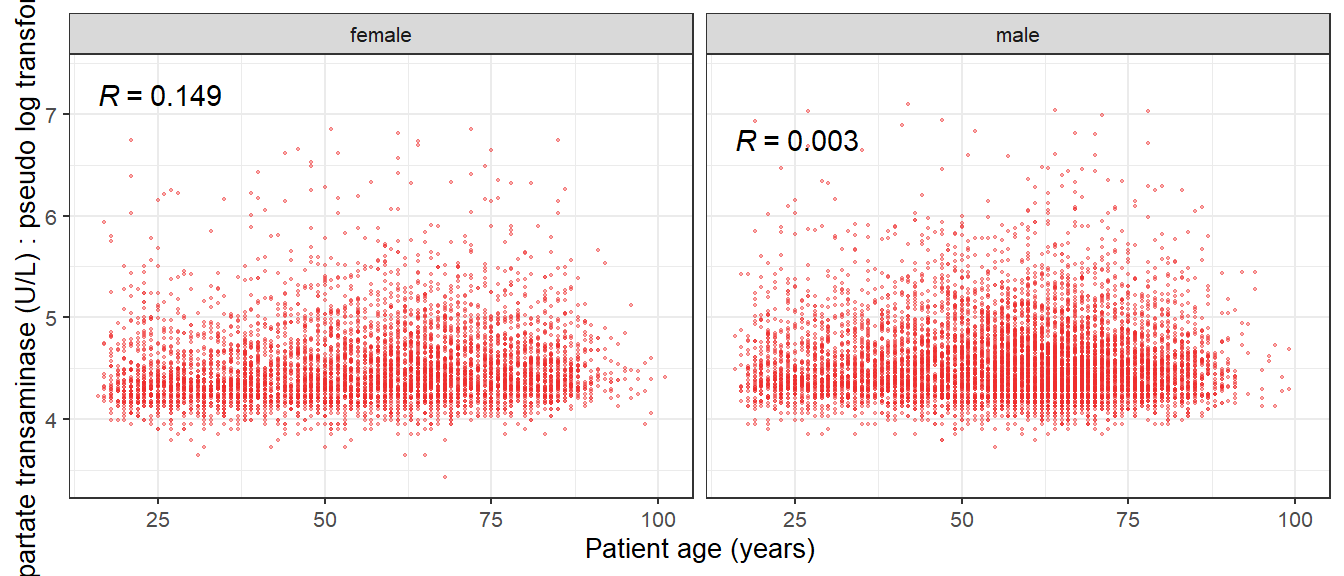 female
male
R = 0.149
R = 0.003
7
6
5
4
25
50
75
100
25
50
75
100
Patient age (years)
partate transaminase (U/L) : pseudo log transfor